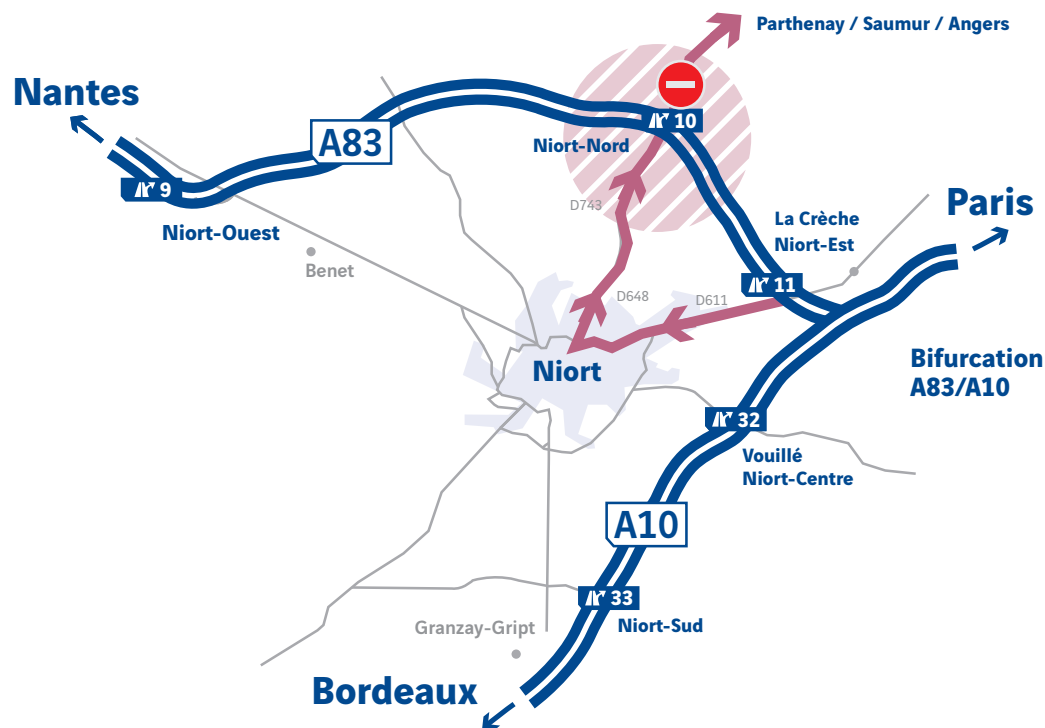 Parthenay / Saumur / Angers
Nantes
A83
10
Niort-Nord
9
Niort-Ouest
D743
La Crèche
Niort-Est
Paris
Benet
11
D648
D611
Bifurcation
A83/A10
Niort
32
Vouillé
Niort-Centre
A10
33
Niort-Sud
Granzay-Gript
Bordeaux